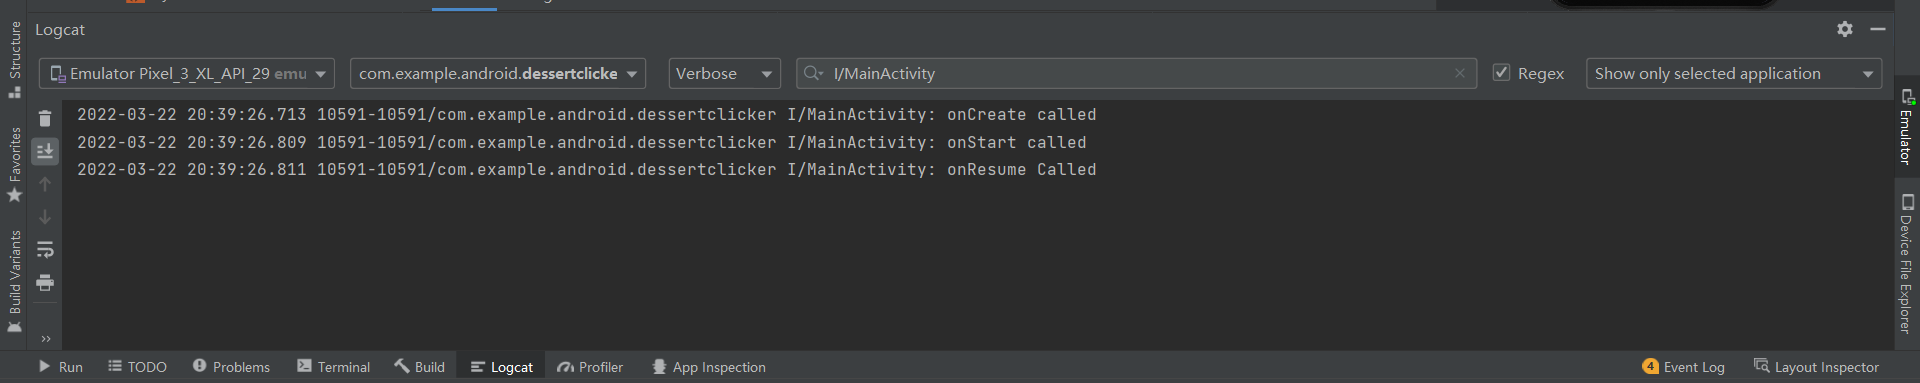 Logcat
Emulator Pixel_3_XL_API_29 emu
com.example.android.dessertclicke
Verbose
I/MainActivity
Regex
Show only selected application
2022-03-22 20:39:26.713 10591-10591/com.example.android.dessertclicker I/MainActivity: onCreate called
2022-03-22 20:39:26.809 10591-10591/com.example.android.dessertclicker I/MainActivity: onStart called
2022-03-22 20:39:26.811 10591-10591/com.example.android.dessertclicker I/MainActivity: onResume Called
Structure
Favorites
Build Variants
Emulator
Device File Explorer
Run
TODO
Problems
Terminal
Build
Logcat
Profiler
App Inspection
4 Event Log
Layout Inspector